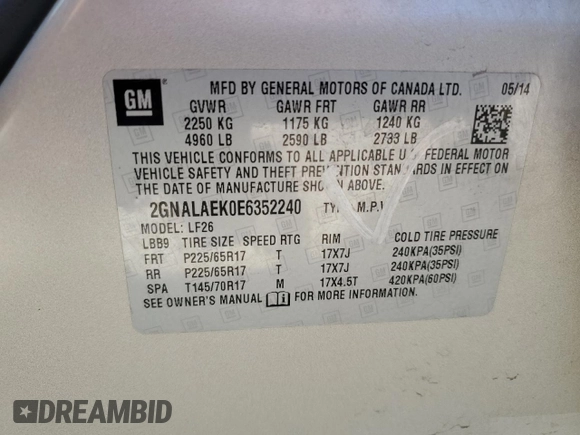 GM
MFD BY GENERAL MOTORS OF CANADA LTD. 05/14
GVWR GAWR FRT GAWR RR
2250 KG 1175 KG 1240 KG
4960 LB 2590 LB 2733 LB
THIS VEHICLE CONFORMS TO ALL APPLICABLE U FEDERAL MOTOR
VEHICLE SAFETY AND THEFT PREVENTION STANDARDS IN EFFECT ON
THE DATE OF MANUFACTURE SHOWN ABOVE.
2GNALAEK0E6352240 TYP M.P.V
MODEL: LF26
LBB9 TIRE SIZE SPEED RTG RIM COLD TIRE PRESSURE
FRT P225/65R17 T 17X7J 240KPA(35PSI)
RR P225/65R17 T 17X7J 240KPA(35PSI)
SPA T145/70R17 M 17X4.5T 420KPA(60PSI)
SEE OWNER'S MANUAL FOR MORE INFORMATION.
DREAMBID